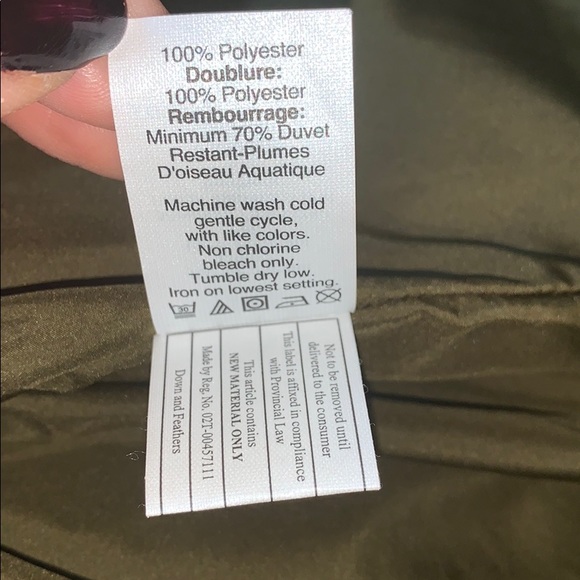 100% Polyester
Doublure:
100% Polyester
Rembourrage:
Minimum 70% Duvet
Restant-Plumes
D'oiseau Aquatique
Machine wash cold
gentle cycle,
with like colors.
Non chlorine
bleach only.
Tumble dry low.
Iron on lowest setting.
30
Not to be removed until
delivered to the consumer
This label is affixed in compliance
with Provincial Law
This article contains
NEW MATERIAL ONLY
Made by Reg. No. 02T-00457111
Down and Feathers